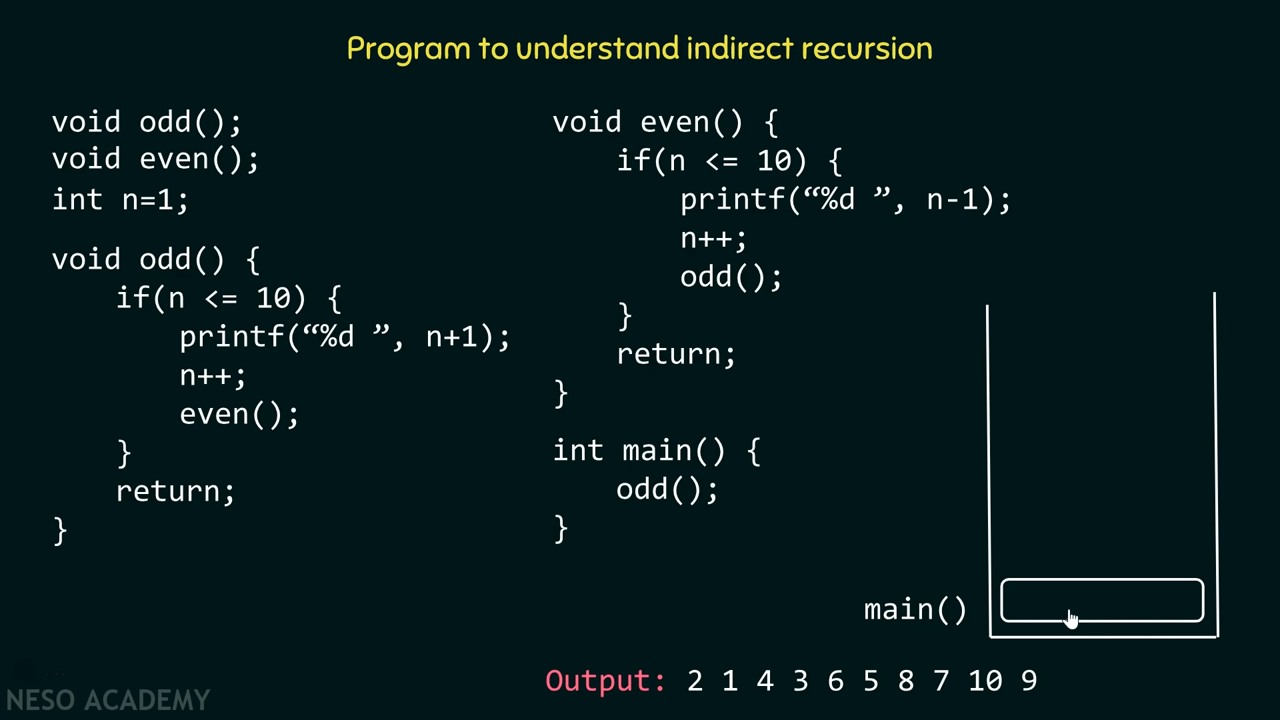 Program to understand indirect recursion
void odd();
void even();
int n=1;
void odd() {
if(n <= 10) {
printf(“%d ”, n+1);
n++;
even();
}
return;
}
void even() {
if(n <= 10) {
printf(“%d ”, n-1);
n++;
odd();
}
return;
}
int main() {
odd();
}
main()
Output: 2 1 4 3 6 5 8 7 10 9
NESO ACADEMY